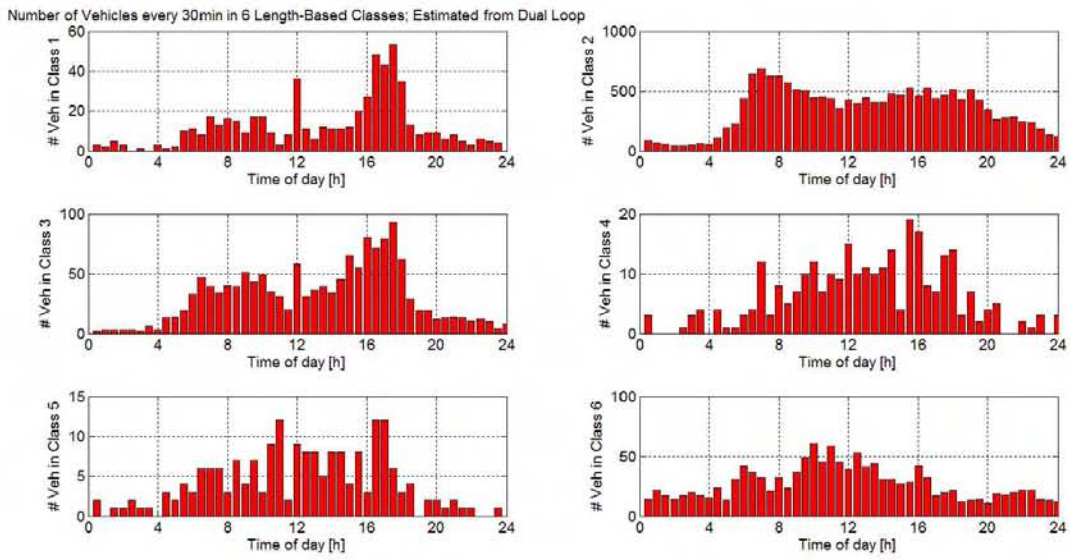 Number of Vehicles every 30min in 6 Length-Based Classes; Estimated from Dual Loop
# Veh in Class 1
60
40
20
0
0 4 8 12 16 20 24
Time of day [h]
# Veh in Class 2
1000
500
0
0 4 8 12 16 20 24
Time of day [h]
# Veh in Class 3
100
50
0
0 4 8 12 16 20 24
Time of day [h]
# Veh in Class 4
20
10
0
0 4 8 12 16 20 24
Time of day [h]
# Veh in Class 5
15
10
5
0
0 4 8 12 16 20 24
Time of day [h]
# Veh in Class 6
100
50
0
0 4 8 12 16 20 24
Time of day [h]